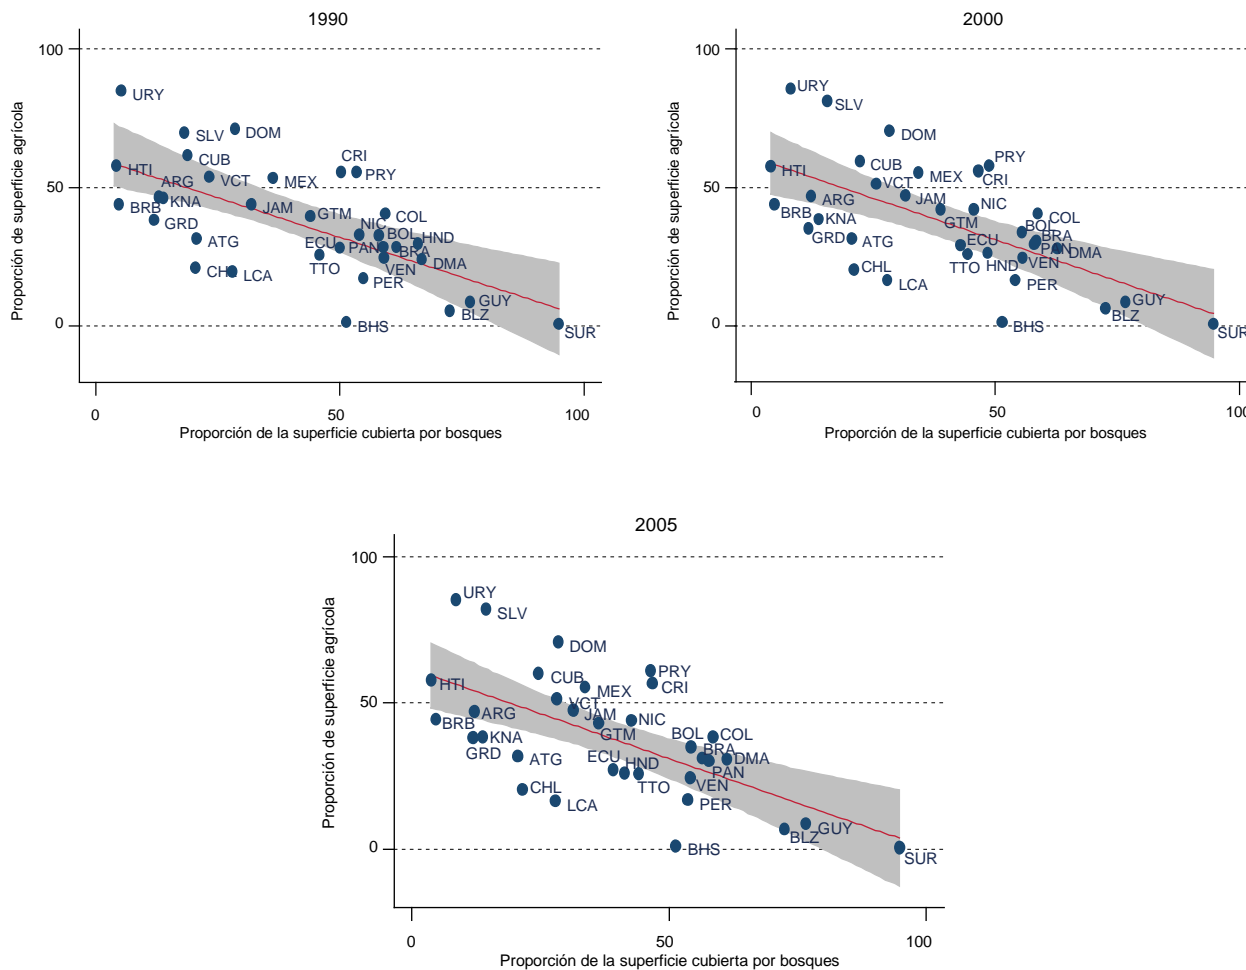 1990
Proporción de superficie agrícola
100
50
0
URY
SLV
DOM
CUB
CRI
PRY
HTI
ARG
VCT
MEX
KNA
BRB
JAM
GTM
COL
GRD
NIC
ATG
ECU
PAN
BOL
HND
BRA
CHL
LCA
TTO
VEN
DMA
PER
GUY
BHS
BLZ
SUR
0
50
100
Proporción de la superficie cubierta por bosques
2000
Proporción de superficie agrícola
100
50
0
URY
SLV
DOM
CUB
PRY
HTI
MEX
CRI
VCT
ARG
JAM
NIC
BRB
KNA
GTM
COL
GRD
BOL
ATG
ECU
BRA
PAN
DMA
CHL
TTO
HND
VEN
LCA
PER
GUY
BHS
BLZ
SUR
0
50
100
Proporción de la superficie cubierta por bosques
2005
Proporción de superficie agrícola
100
50
0
URY
SLV
DOM
CUB
PRY
HTI
MEX
CRI
VCT
ARG
JAM
NIC
BRB
KNA
GTM
BOL
COL
GRD
ATG
ECU
HND
BRA
DMA
PAN
CHL
TTO
VEN
LCA
PER
GUY
BHS
BLZ
SUR
0
50
100
Proporción de la superficie cubierta por bosques